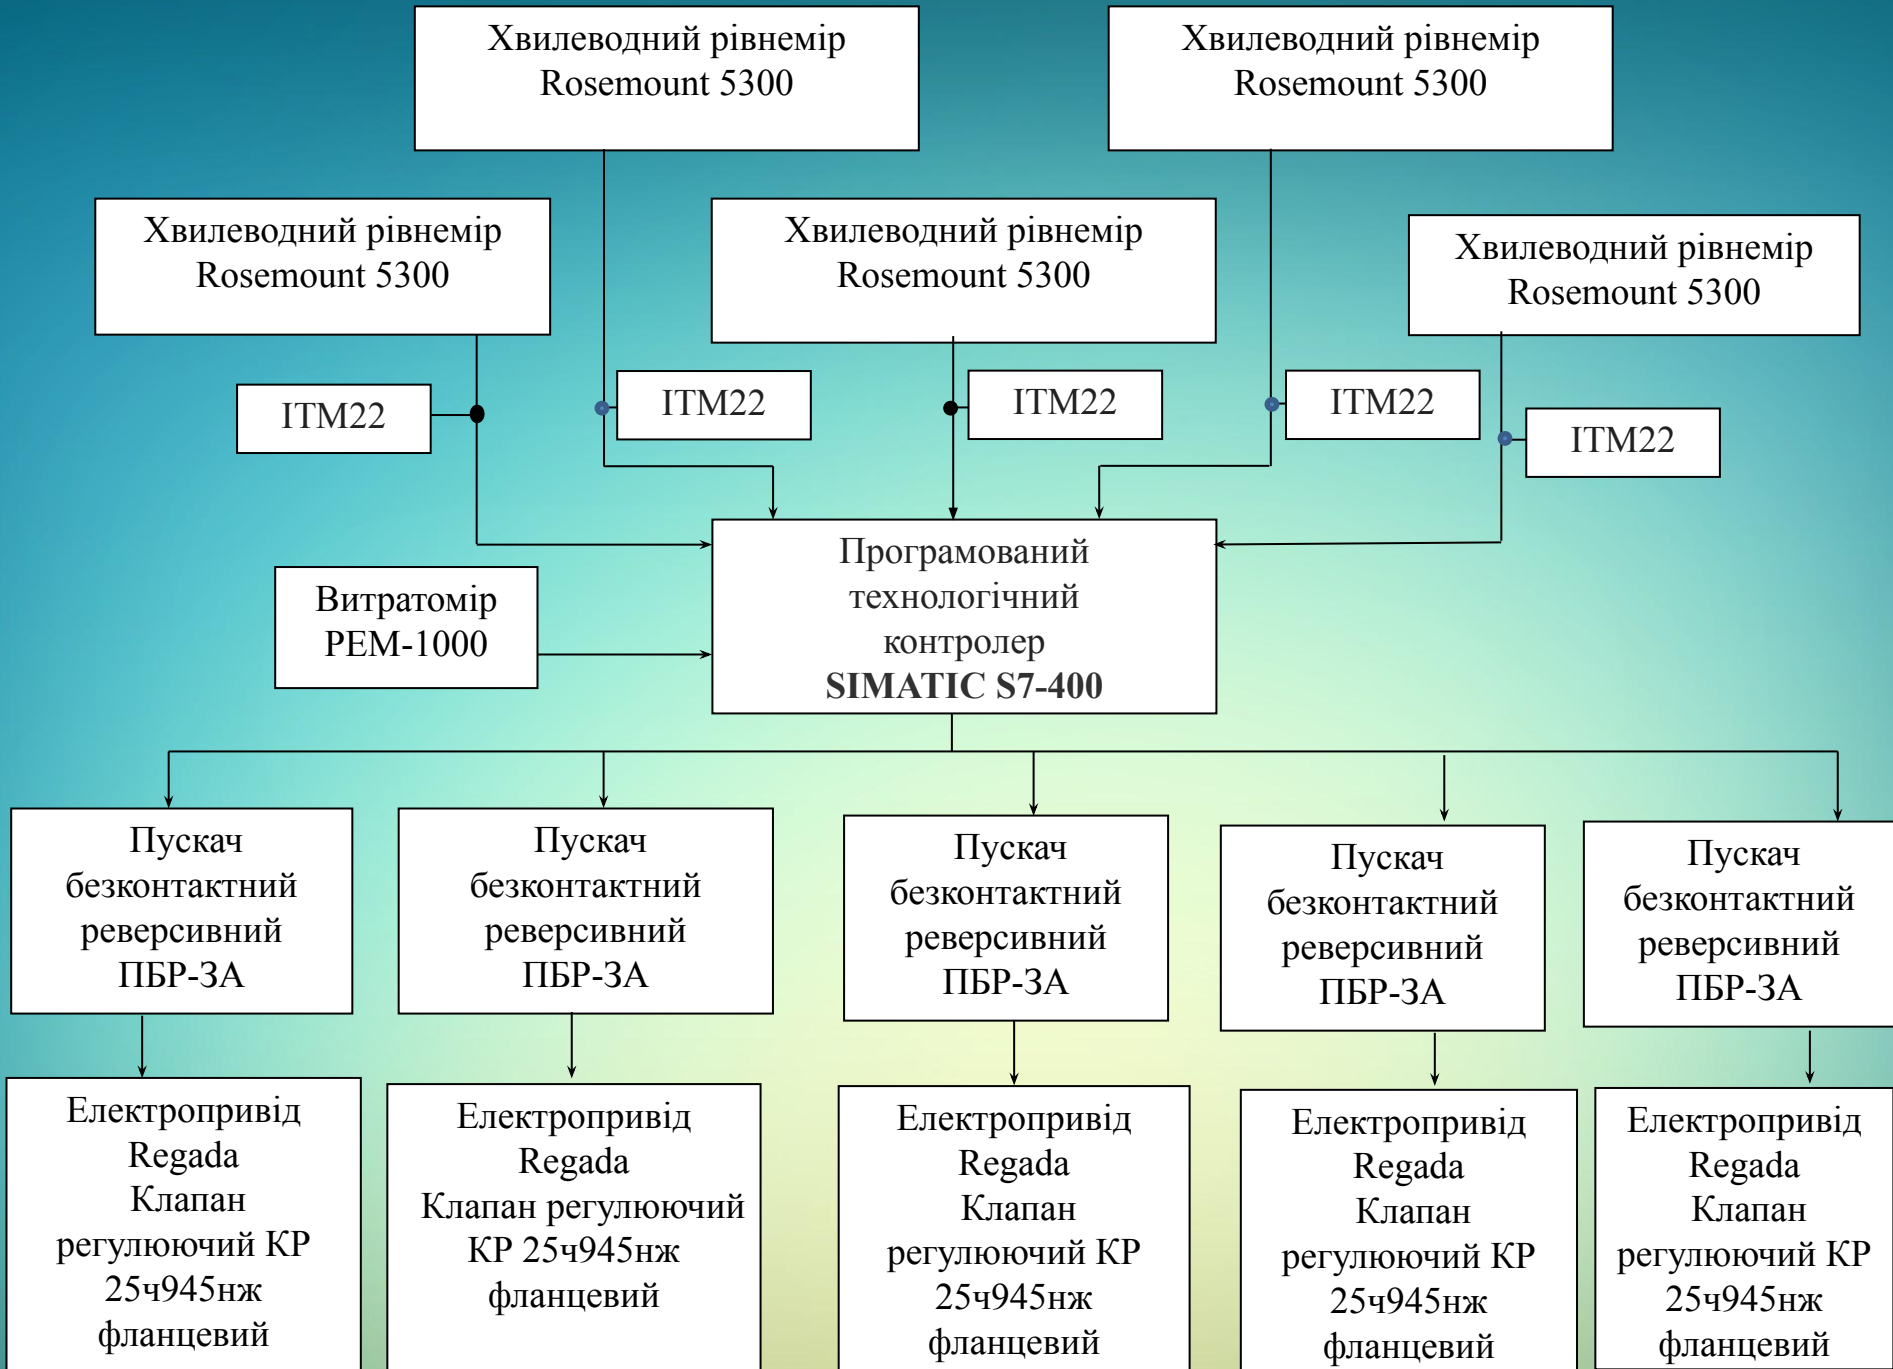 Хвилеводний рівнемір
Rosemount 5300
Хвилеводний рівнемір
Rosemount 5300
Хвилеводний рівнемір
Rosemount 5300
Хвилеводний рівнемір
Rosemount 5300
Хвилеводний рівнемір
Rosemount 5300
ІТМ22
ІТМ22
ІТМ22
ІТМ22
ІТМ22
Витратомір
РЕМ-1000
Програмований
технологічний
контролер
SIMATIC S7-400
Пускач
безконтактний
реверсивний
ПБР-3А
Пускач
безконтактний
реверсивний
ПБР-3А
Пускач
безконтактний
реверсивний
ПБР-3А
Пускач
безконтактний
реверсивний
ПБР-3А
Пускач
безконтактний
реверсивний
ПБР-3А
Електропривід
Regada
Клапан
регулюючий КР
25ч945нж
фланцевий
Електропривід
Regada
Клапан регулюючий
КР 25ч945нж
фланцевий
Електропривід
Regada
Клапан
регулюючий КР
25ч945нж
фланцевий
Електропривід
Regada
Клапан
регулюючий КР
25ч945нж
фланцевий
Електропривід
Regada
Клапан
регулюючий КР
25ч945нж
фланцевий